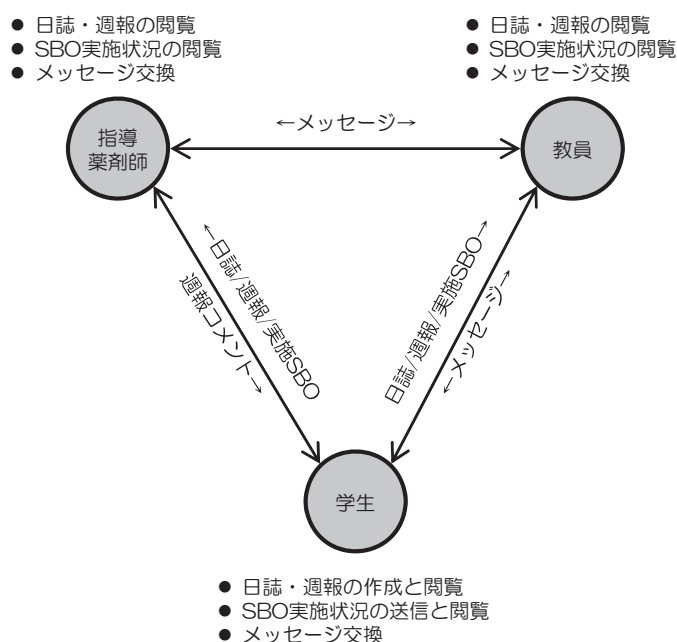 ● 日誌・週報の閲覧
● SBO実施状況の閲覧
● メッセージ交換
● 日誌・週報の閲覧
● SBO実施状況の閲覧
● メッセージ交換
指導
薬剤師
←メッセージ→
教員
←日誌/週報/実施SBO
週報コメント→
日誌/週報/実施SBO→
←メッセージ→
学生
● 日誌・週報の作成と閲覧
● SBO実施状況の送信と閲覧
● メッセージ交換